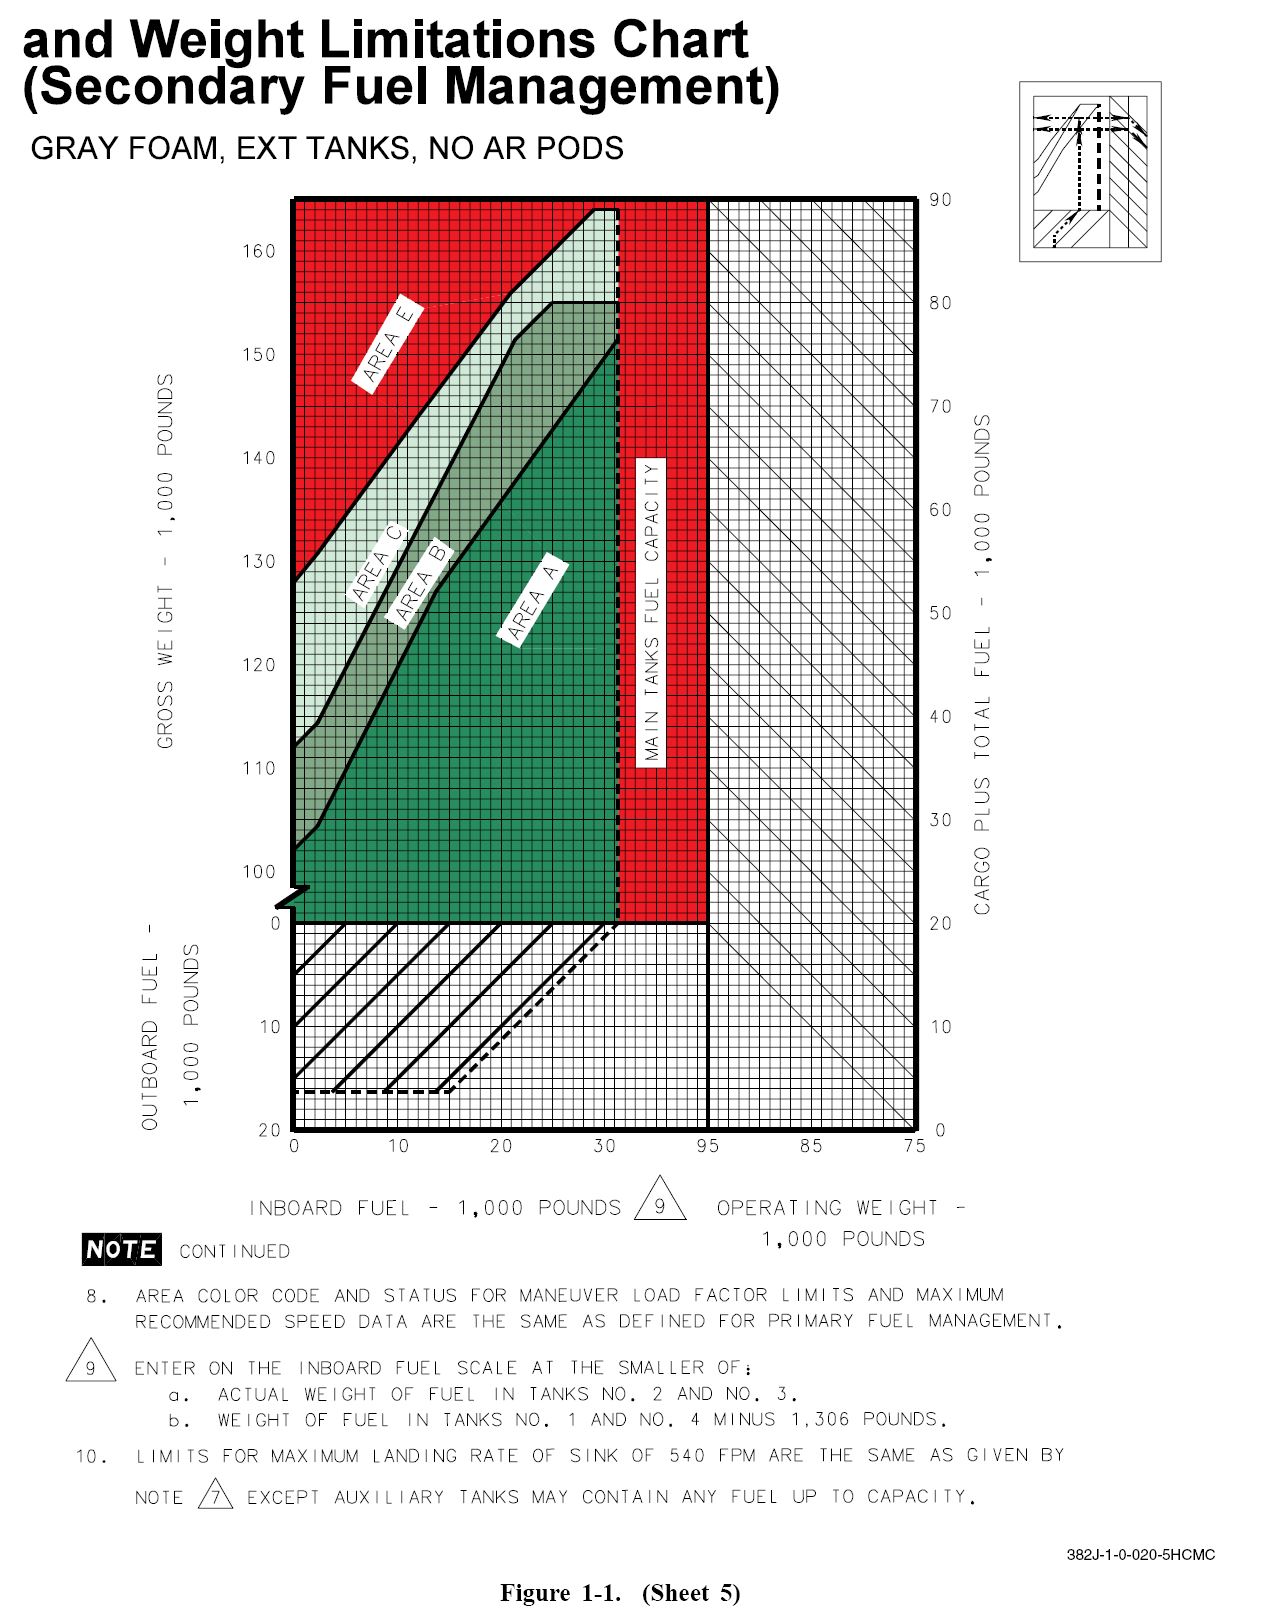 and Weight Limitations Chart
(Secondary Fuel Management)
GRAY FOAM, EXT TANKS, NO AR PODS
GROSS WEIGHT - 1,000 POUNDS
160
150
140
130
120
110
100
OUTBOARD FUEL -
1,000 POUNDS
0
10
20
AREA E
AREA C
AREA B
AREA A
MAIN TANKS FUEL CAPACITY
90
80
70
60
50
40
30
20
10
0
CARGO PLUS TOTAL FUEL - 1,000 POUNDS
0 10 20 30 95 85 75
INBOARD FUEL - 1,000 POUNDS 9 OPERATING WEIGHT -
1,000 POUNDS
NOTE CONTINUED
8. AREA COLOR CODE AND STATUS FOR MANEUVER LOAD FACTOR LIMITS AND MAXIMUM
RECOMMENDED SPEED DATA ARE THE SAME AS DEFINED FOR PRIMARY FUEL MANAGEMENT.
9 ENTER ON THE INBOARD FUEL SCALE AT THE SMALLER OF:
a. ACTUAL WEIGHT OF FUEL IN TANKS NO. 2 AND NO. 3.
b. WEIGHT OF FUEL IN TANKS NO. 1 AND NO. 4 MINUS 1,306 POUNDS.
10. LIMITS FOR MAXIMUM LANDING RATE OF SINK OF 540 FPM ARE THE SAME AS GIVEN BY
NOTE 7 EXCEPT AUXILIARY TANKS MAY CONTAIN ANY FUEL UP TO CAPACITY.
382J-1-0-020-5HCMC
Figure 1-1. (Sheet 5)